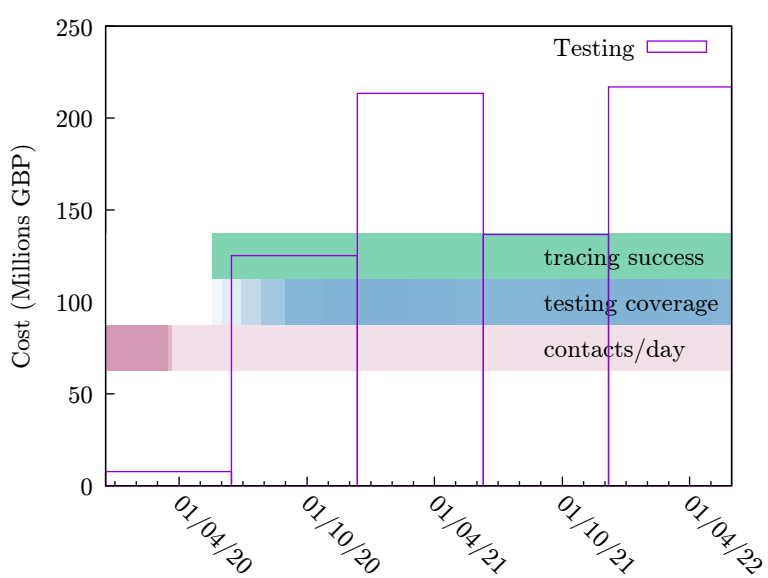 Testing
Cost (Millions GBP)
250
200
150
100
50
0
tracing success
testing coverage
contacts/day
01/04/20
01/10/20
01/04/21
01/10/21
01/04/22